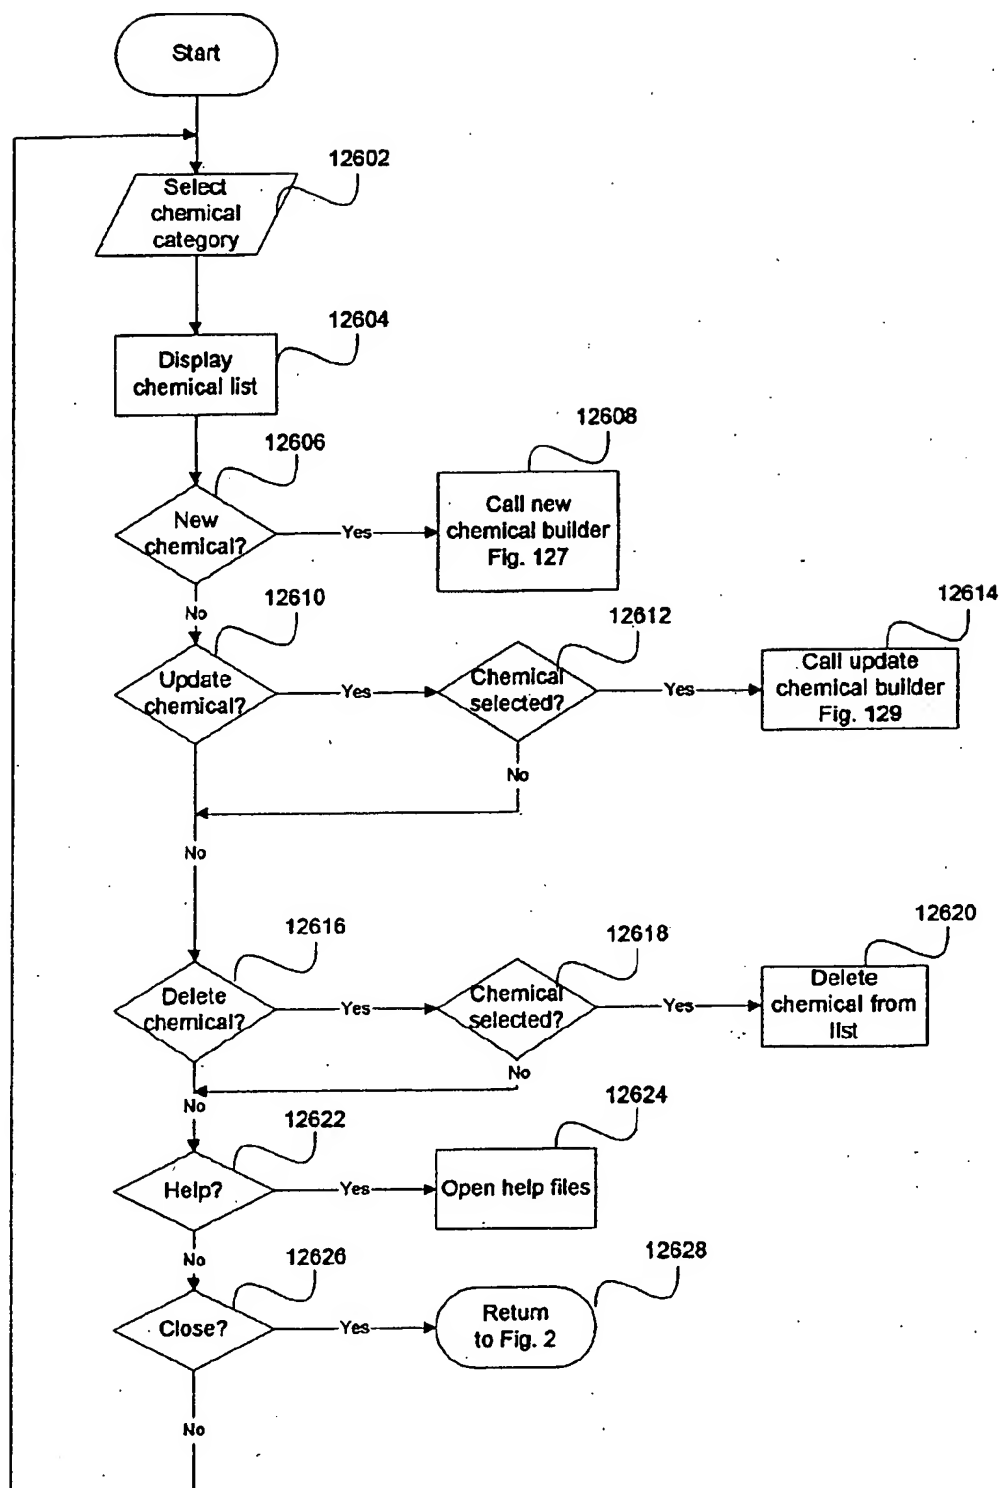 Start
12602
Select
chemical
category
12604
Display
chemical list
12606
New
chemical?
Yes
12608
Call new
chemical builder
Fig. 127
No
12610
Update
chemical?
Yes
12612
Chemical
selected?
Yes
12614
Call update
chemical builder
Fig. 129
No
No
12616
Delete
chemical?
Yes
12618
Chemical
selected?
Yes
12620
Delete
chemical from
list
No
No
12622
Help?
Yes
12624
Open help files
No
12626
Close?
Yes
12628
Return
to Fig. 2
No